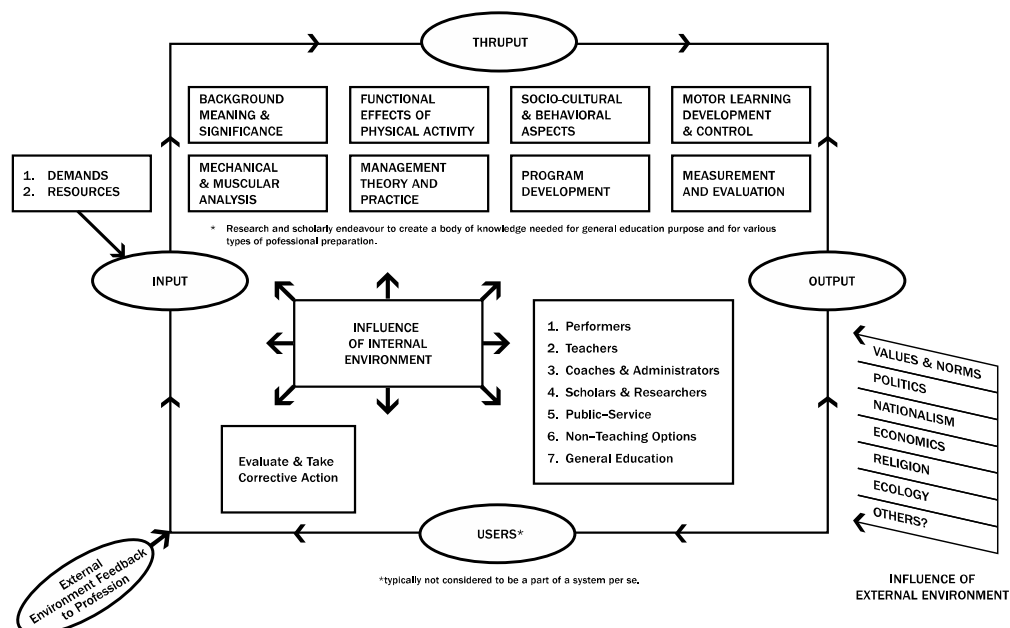 THRUPUT
BACKGROUND
MEANING &
SIGNIFICANCE
FUNCTIONAL
EFFECTS OF
PHYSICAL ACTIVITY
SOCIO-CULTURAL
& BEHAVIORAL
ASPECTS
MOTOR LEARNING
DEVELOPMENT
& CONTROL
1. DEMANDS
2. RESOURCES
MECHANICAL
& MUSCULAR
ANALYSIS
MANAGEMENT
THEORY AND
PRACTICE
PROGRAM
DEVELOPMENT
MEASUREMENT
AND EVALUATION
* Research and scholarly endeavour to create a body of knowledge needed for general education purpose and for various
types of pofessional preparation.
INPUT
OUTPUT
INFLUENCE
OF INTERNAL
ENVIRONMENT
1. Performers
2. Teachers
3. Coaches & Administrators
4. Scholars & Researchers
5. Public-Service
6. Non-Teaching Options
7. General Education
VALUES & NORMS
POLITICS
NATIONALISM
ECONOMICS
RELIGION
ECOLOGY
OTHERS?
Evaluate & Take
Corrective Action
USERS*
External
Environment Feedback
to Profession
*typically not considered to be a part of a system per se.
INFLUENCE OF
EXTERNAL ENVIRONMENT